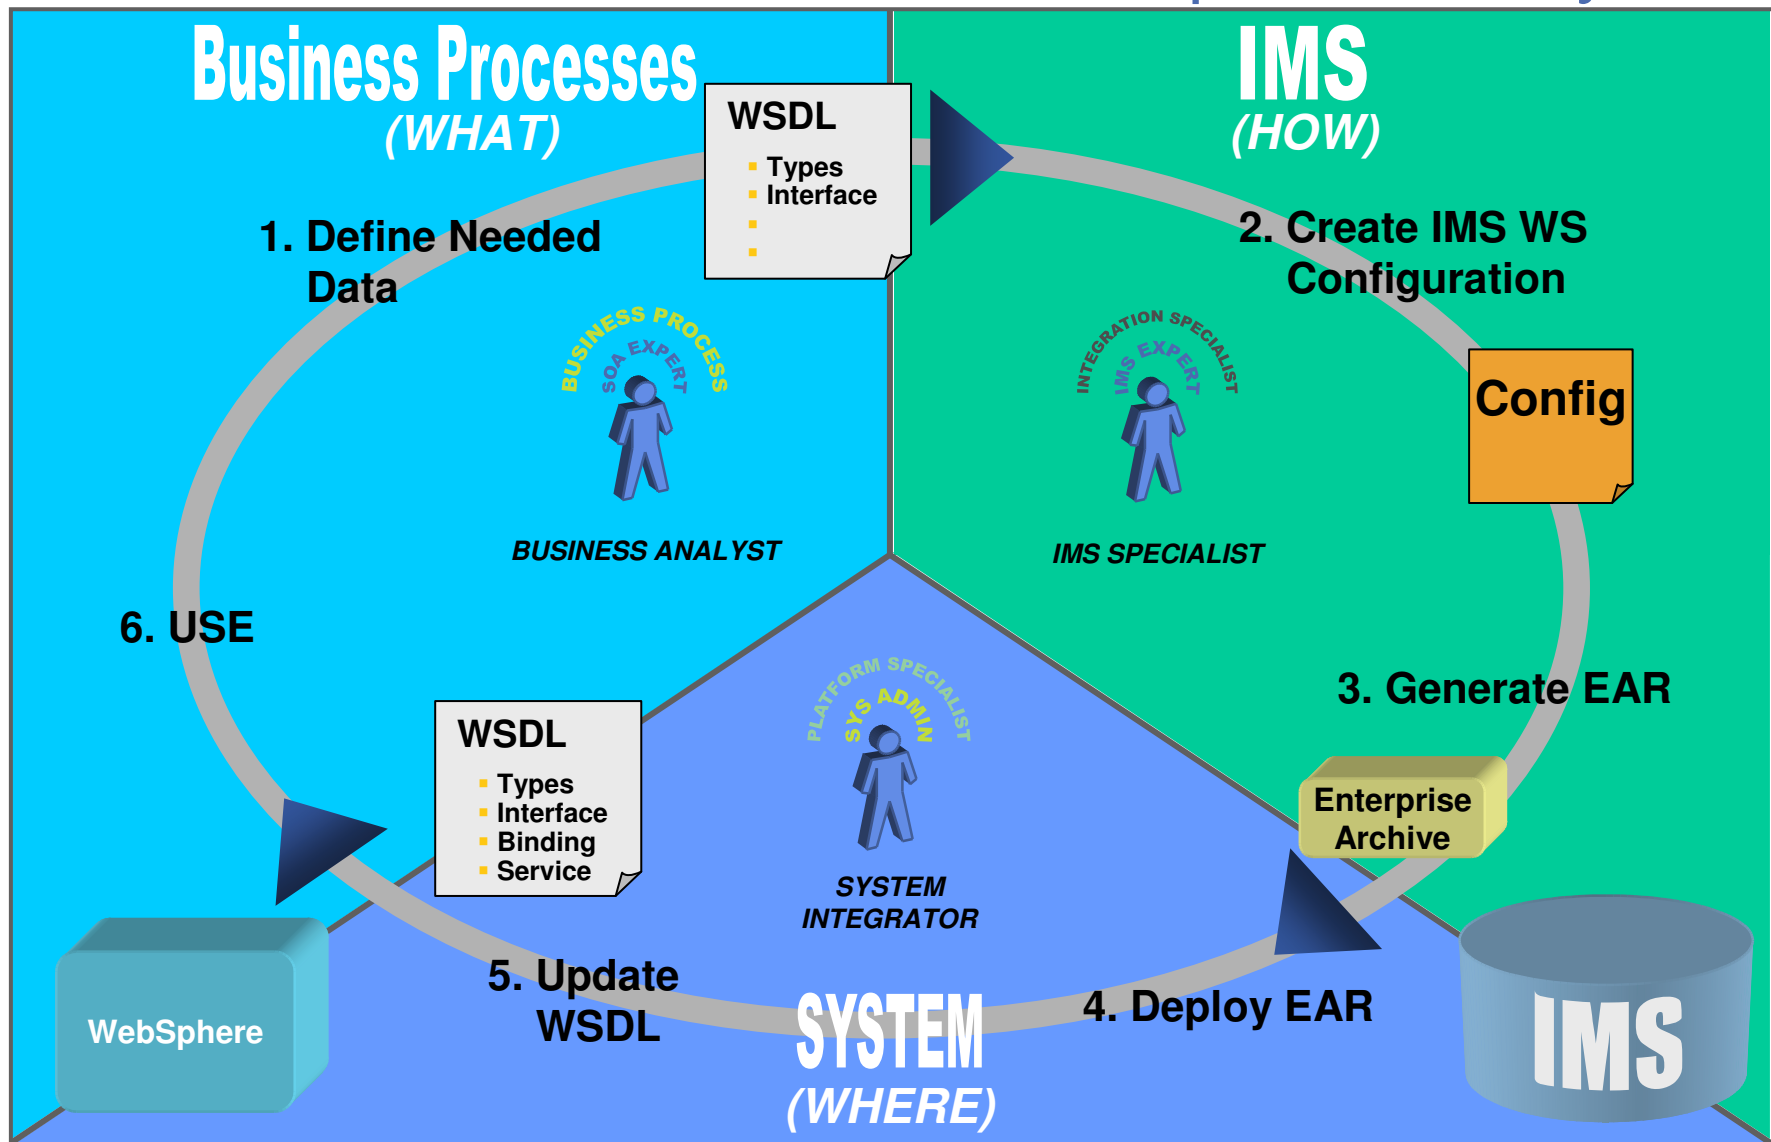 Business Processes
(WHAT)
IMS
(HOW)
WSDL
Types
Interface
1. Define Needed
Data
2. Create IMS WS
Configuration
BUSINESS PROCESS
SOA EXPERT
BUSINESS ANALYST
INTEGRATION SPECIALIST
IMS EXPERT
IMS SPECIALIST
Config
6. USE
3. Generate EAR
PLATFORM SPECIALIST
SYS ADMIN
SYSTEM
INTEGRATOR
WSDL
Types
Interface
Binding
Service
Enterprise
Archive
5. Update
WSDL
4. Deploy EAR
WebSphere
SYSTEM
(WHERE)
IMS